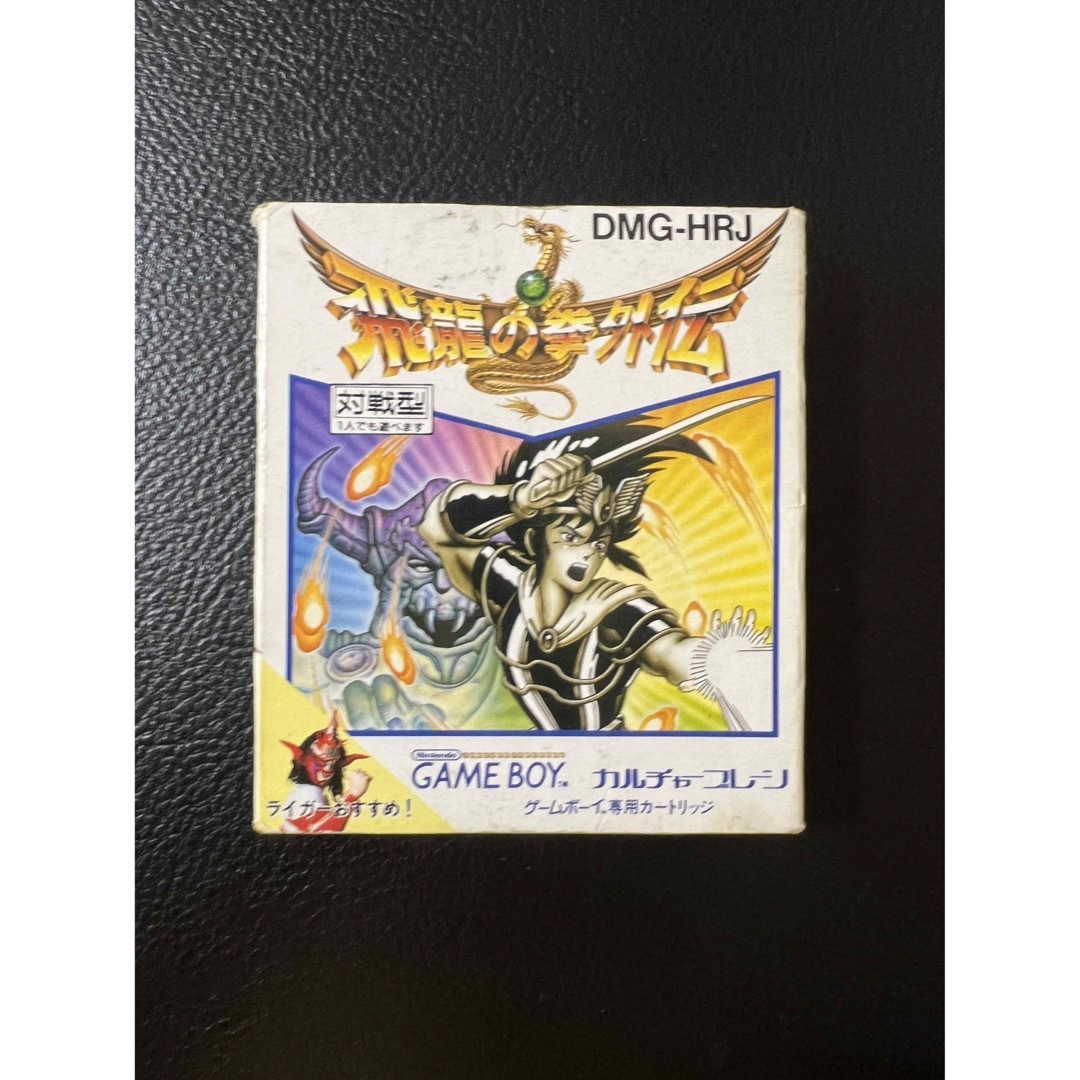 DMG-HRJ
飛龍の拳外伝
対戦型
1人でも遊べます
Nintendo
GAME BOY™ カルチャーブレーン
ゲームボーイ®専用カートリッジ
ライガーおすすめ!